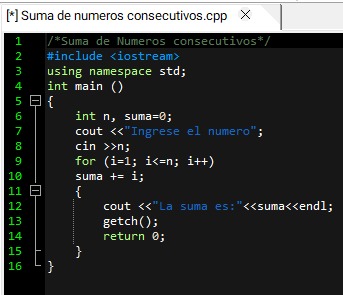 [*] Suma de numeros consecutivos.cpp X
1 /*Suma de Numeros consecutivos*/
2 #include <iostream>
3 using namespace std;
4 int main ()
5 {
6 int n, suma=0;
7 cout <<"Ingrese el numero";
8 cin >>n;
9 for (i=1; i<=n; i++)
10 suma += i;
11 {
12 cout <<"La suma es:"<<suma<<endl;
13 getch();
14 return 0;
15 }
16 }